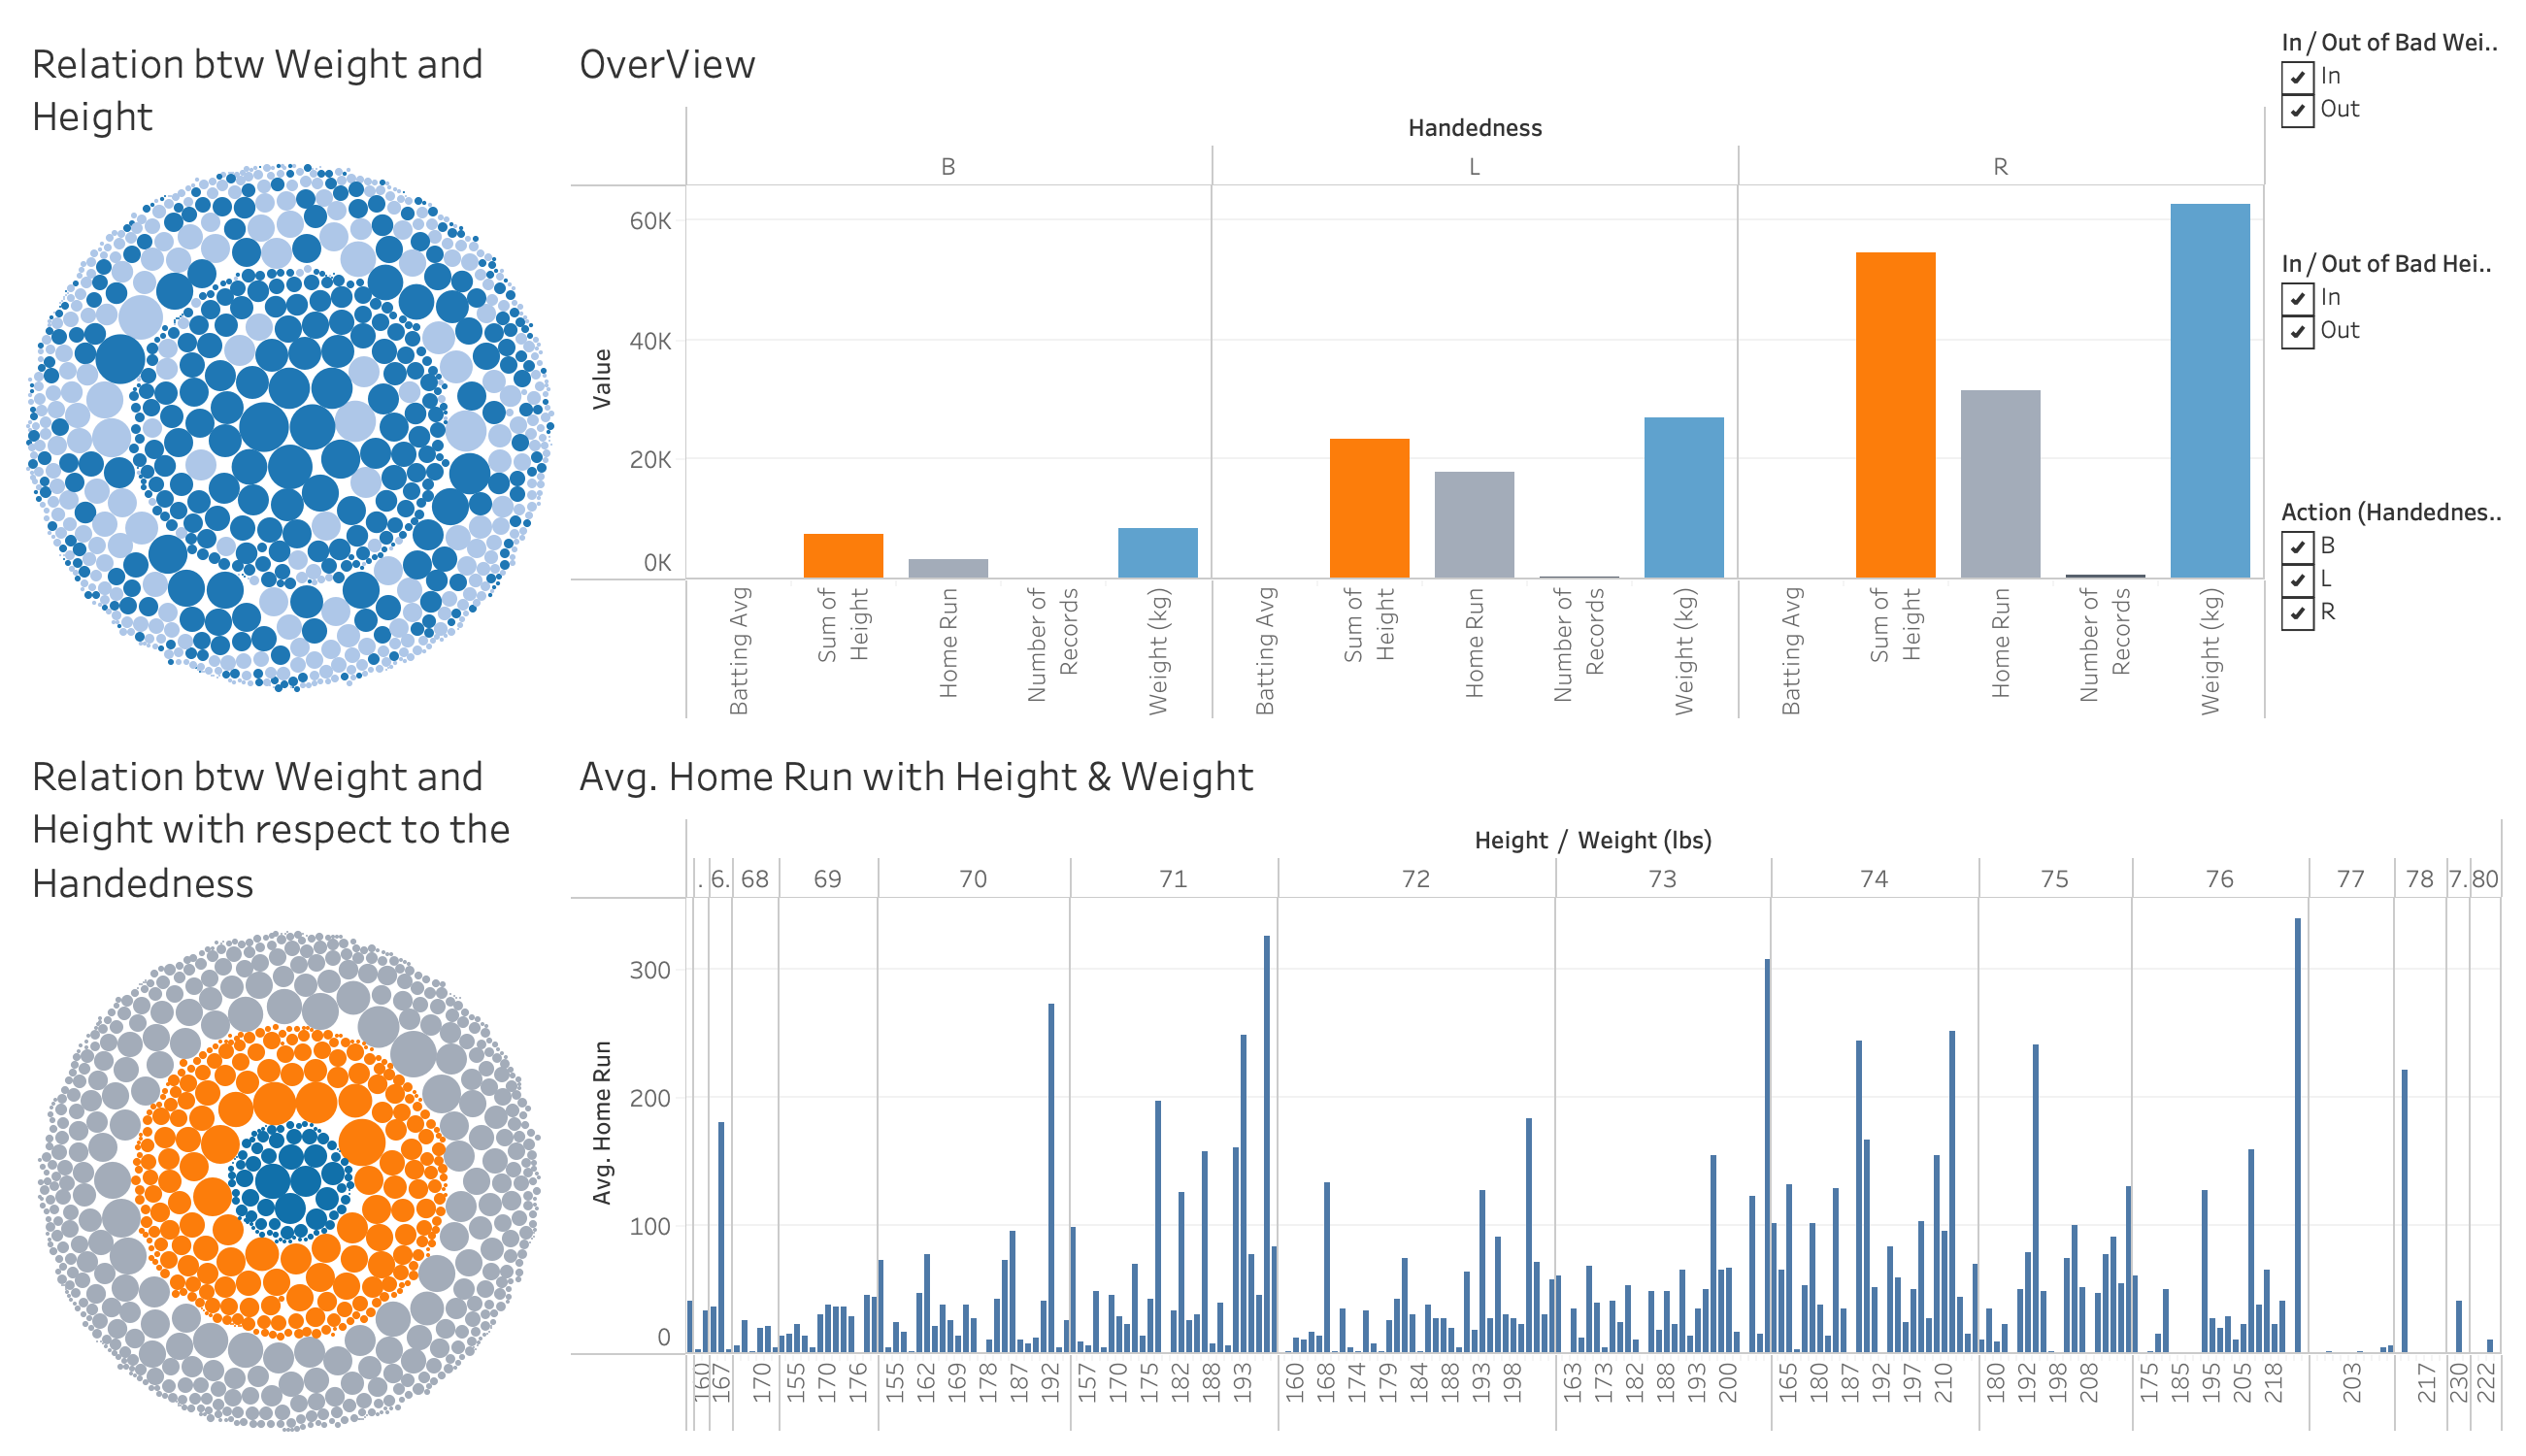 Relation btw Weight and
Height
OverView
Handedness
B
L
R
Value
60K
40K
20K
0K
Batting Avg
Sum of
Height
Home Run
Number of
Records
Weight (kg)
Batting Avg
Sum of
Height
Home Run
Number of
Records
Weight (kg)
Batting Avg
Sum of
Height
Home Run
Number of
Records
Weight (kg)
In / Out of Bad Wei..
In
Out
In / Out of Bad Hei..
In
Out
Action (Handednes..
B
L
R
Relation btw Weight and
Height with respect to the
Handedness
Avg. Home Run with Height & Weight
Height / Weight (lbs)
. 6. 68 69 70 71 72 73 74 75 76 77 78 7. 80
Avg. Home Run
300
200
100
0
160 167 170 155 170 176 155 162 169 178 187 192 157 170 175 182 188 193 160 168 174 179 184 188 193 198 163 173 182 188 193 200 165 180 187 192 197 210 180 192 198 208 175 185 195 205 218 203 217 230 222